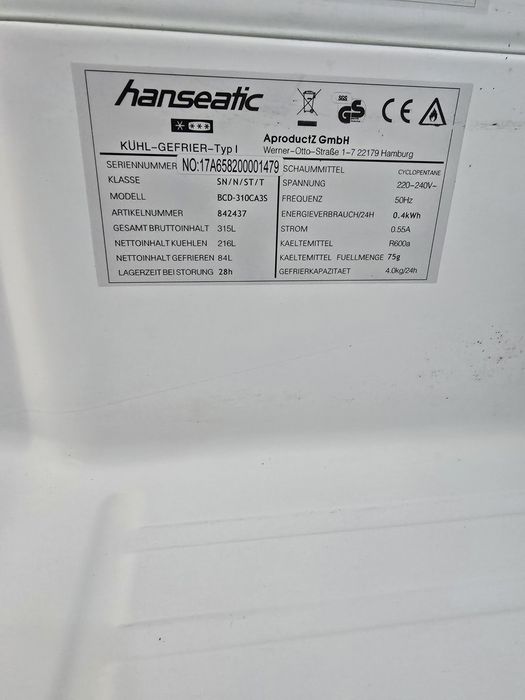 hanseatic
SGS
GS
CE
KÜHL-GEFRIER-Typ I
AproductZ GmbH
Werner-Otto-Straße 1-7 22179 Hamburg
SERIENNUMMER NO:17A658200001479
KLASSE SN/N/ST/T
MODELL BCD-310CA3S
ARTIKELNUMMER 842437
GESAMT BRUTTOINHALT 315L
NETTOINHALT KUEHLEN 216L
NETTOINHALT GEFRIEREN 84L
LAGERZEIT BEI STORUNG 28h
SCHAUMMITTEL CYCLOPENTANE
SPANNUNG 220-240V~
FREQUENZ 50Hz
ENERGIEVERBRAUCH/24H 0.4kWh
STROM 0.55A
KAELTEMITTEL R600a
KAELTEMITTEL FUELLMENGE 75g
GEFRIERKAPAZITAET 4.0kg/24h